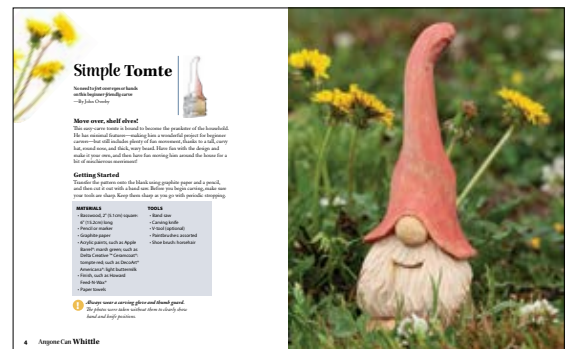 Simple Tomte
No need to fret over eyes or hands
on this beginner-friendly carve
—By John Overby
Move over, shelf elves!
This easy-carve tomte is bound to become the prankster of the household.
He has minimal features—making him a wonderful project for beginner
carvers—but still includes plenty of fun movement, thanks to a tall, curvy
hat, round nose, and thick, wavy beard. Have fun with the design and
make it your own, and then have fun moving him around the house for a
bit of mischievous merriment!
Getting Started
Transfer the pattern onto the blank using graphite paper and a pencil,
and then cut it out with a band saw. Before you begin carving, make sure
your tools are sharp. Keep them sharp as you go with periodic stropping.
MATERIALS
• Basswood, 2" (5.1cm) square:
6" (15.2cm) long
• Pencil or marker
• Graphite paper
• Acrylic paints, such as Apple
Barrel®: marsh green; such as
Delta Creative™ Ceramcoat®:
tompte red; such as DecoArt®
Americana®: light buttermilk
• Finish, such as Howard
Feed-N-Wax®
• Paper towels
TOOLS
• Band saw
• Carving knife
• V-tool (optional)
• Paintbrushes: assorted
• Shoe brush: horsehair
! Always wear a carving glove and thumb guard.
The photos were taken without them to clearly show
hand and knife positions.
4 Anyone Can Whittle